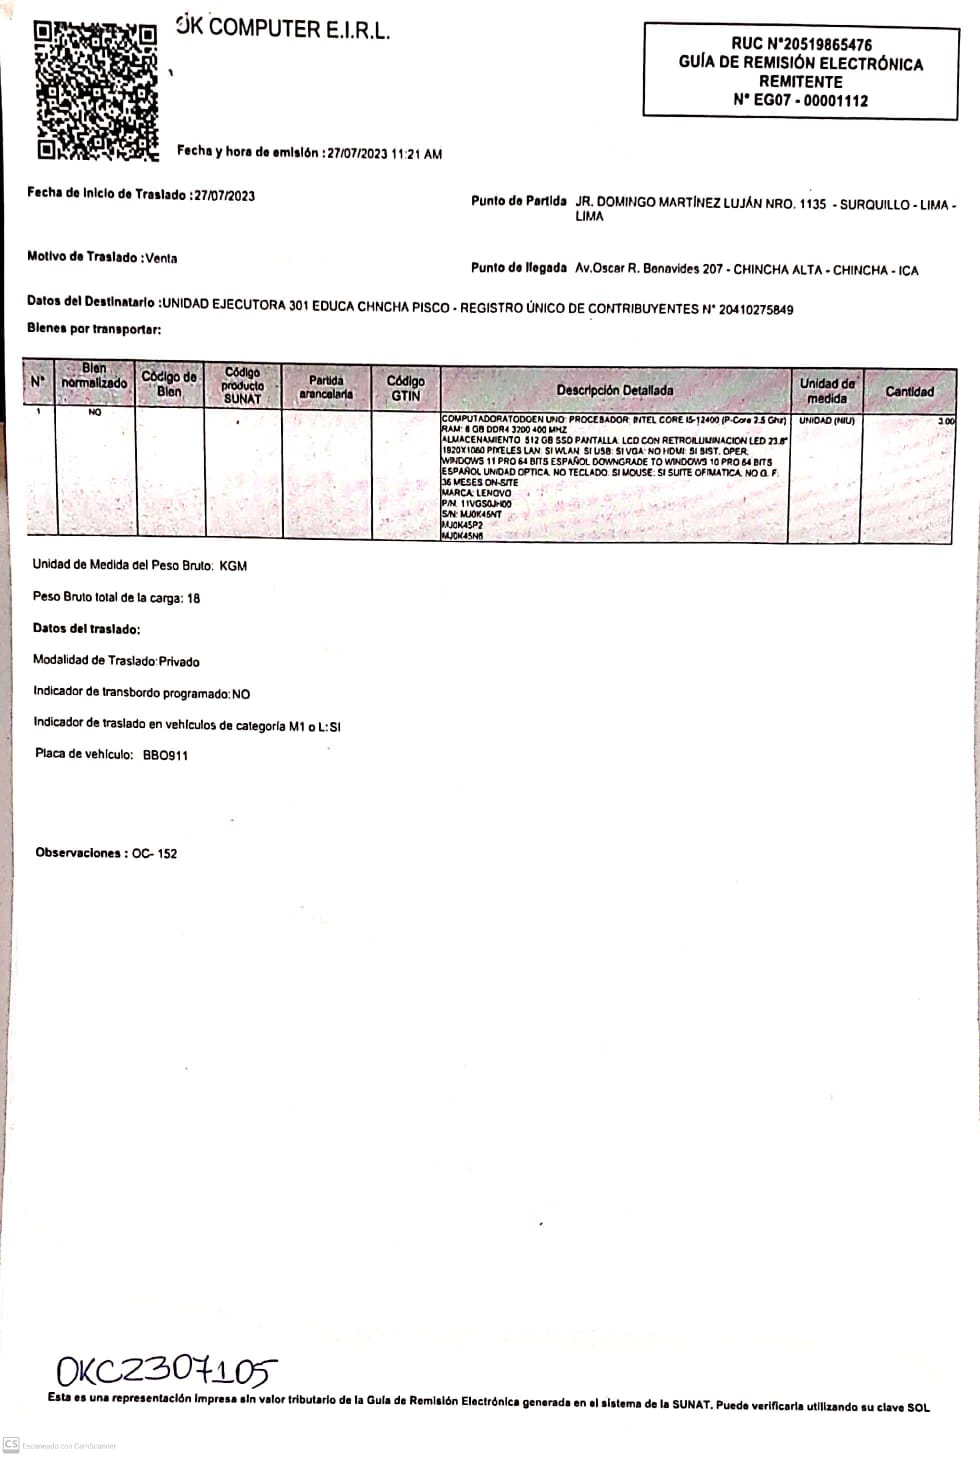 OK COMPUTER E.I.R.L.
RUC N°20519865476
GUÍA DE REMISIÓN ELECTRÓNICA
REMITENTE
N° EG07 - 00001112
Fecha y hora de emisión :27/07/2023 11:21 AM
Fecha de Inicio de Traslado :27/07/2023
Punto de Partida JR. DOMINGO MARTÍNEZ LUJÁN NRO. 1135 - SURQUILLO - LIMA -
LIMA
Motivo de Traslado :Venta
Punto de llegada Av.Oscar R. Benavides 207 - CHINCHA ALTA - CHINCHA - ICA
Datos del Destinatario :UNIDAD EJECUTORA 301 EDUCA CHNCHA PISCO - REGISTRO ÚNICO DE CONTRIBUYENTES N° 20410275849
Bienes por transportar:
N° Bien normalizado Código de Bien Código producto SUNAT Partida arancelaria Código GTIN Descripción Detallada Unidad de medida Cantidad
1 NO COMPUTADORATODOEN UNO: PROCESADOR: INTEL CORE I5-12400 (P-Core 2.5 Ghz) UNIDAD (NIU) 3.00
RAM: 8 GB DDR4 3200 400 MHZ
ALMACENAMIENTO 512 GB SSD PANTALLA. LCD CON RETROILUMINACION LED 23.8"
1920X1080 PIXELES LAN: SI WLAN SI USB: SI VGA: NO HDMI: SI SIST. OPER.
WINDOWS 11 PRO 64 BITS ESPAÑOL DOWNGRADE TO WINDOWS 10 PRO 64 BITS
ESPAÑOL UNIDAD OPTICA. NO TECLADO. SI MOUSE: SI SUITE OFIMATICA. NO G. F.
36 MESES ON-SITE
MARCA: LENOVO
P/N. 11VGS0JH00
S/N: MJ0K45NT
MJ0K45P2
MJ0K45N8
Unidad de Medida del Peso Bruto: KGM
Peso Bruto total de la carga: 18
Datos del traslado:
Modalidad de Traslado:Privado
Indicador de transbordo programado:NO
Indicador de traslado en vehículos de categoría M1 o L:SI
Placa de vehículo: BBO911
Observaciones : OC- 152
OKC2307105
Esta es una representación impresa sin valor tributario de la Guía de Remisión Electrónica generada en el sistema de la SUNAT. Puede verificarla utilizando su clave SOL
CS Escaneado con CamScanner